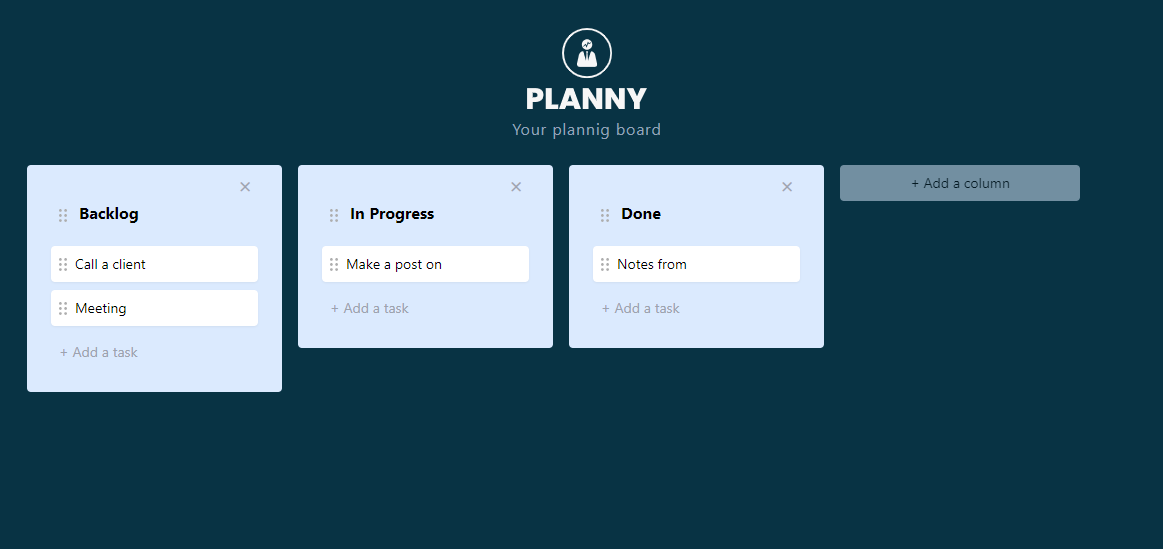 PLANNY
Your plannig board
Backlog
Call a client
Meeting
+ Add a task
In Progress
Make a post on
+ Add a task
Done
Notes from
+ Add a task
+ Add a column